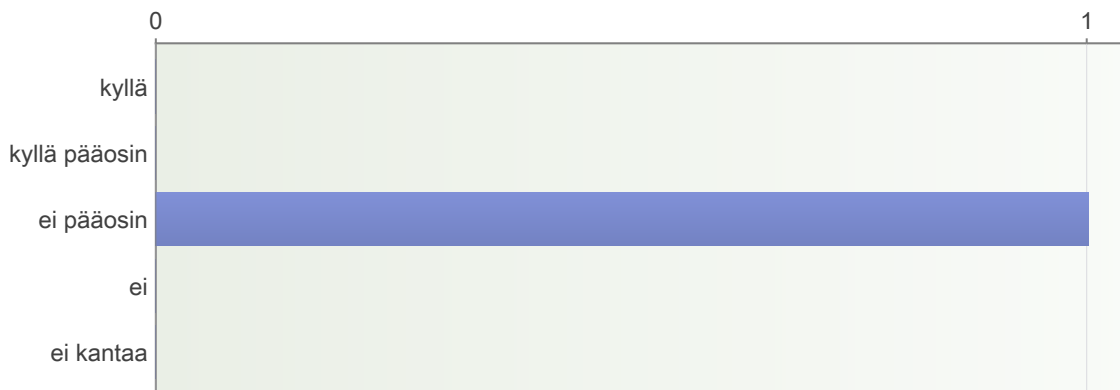 0 1
kyllä
kyllä pääosin
ei pääosin
ei
ei kantaa